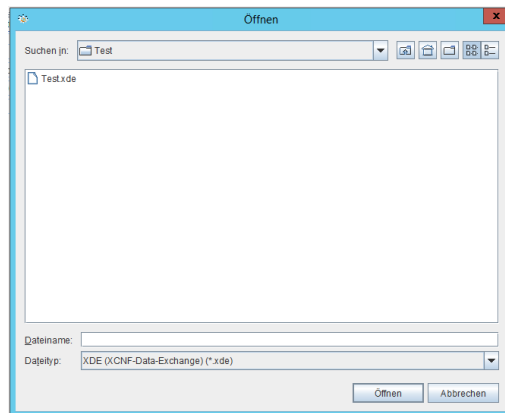 Öffnen
Suchen in: Test
Test.xde
Dateiname:
Dateityp: XDE (XCNF-Data-Exchange) (*.xde)
Öffnen Abbrechen